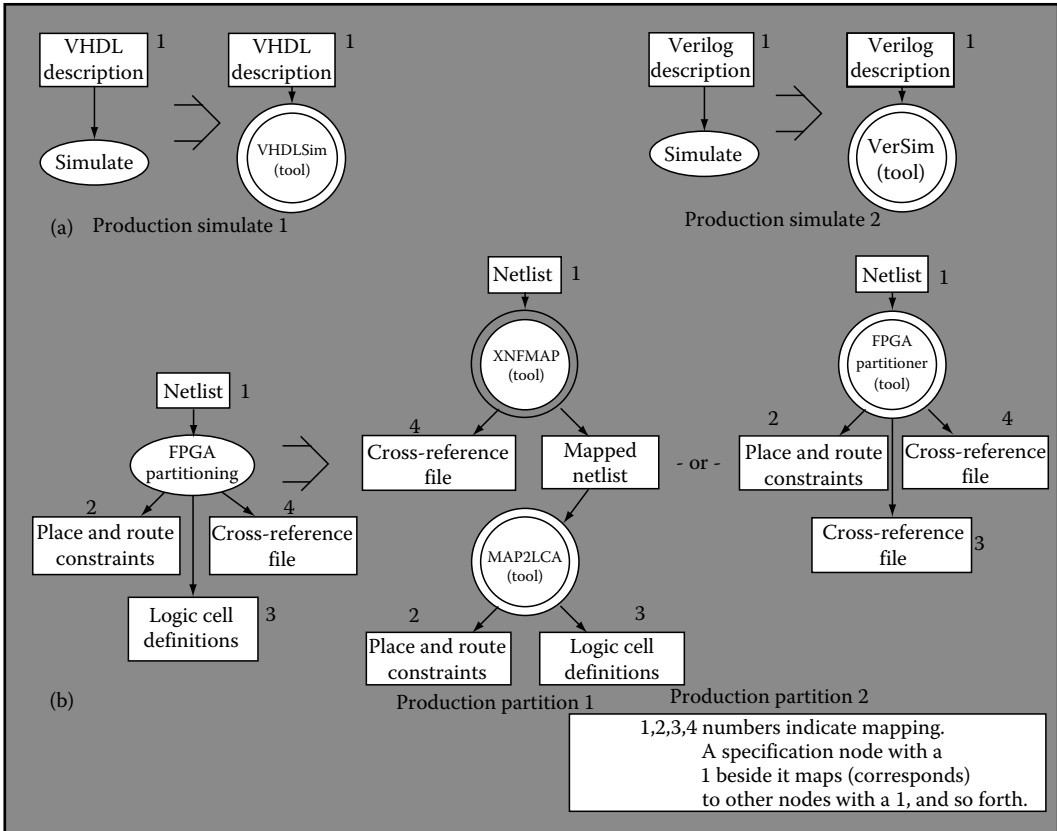 VHDL
description
1
VHDL
description
1
Verilog
description
1
Verilog
description
1
Simulate
VHDLSim
(tool)
Simulate
VerSim
(tool)
(a)
Production simulate 1
Production simulate 2
Netlist
1
FPGA
partitioning
2
Place and route
constraints
4
Cross-reference
file
Logic cell
definitions
3
Netlist
1
XNFMAP
(tool)
4
Cross-reference
file
Mapped
netlist
MAP2LCA
(tool)
2
Place and route
constraints
3
Logic cell
definitions
- or -
Netlist
1
FPGA
partitioner
(tool)
2
Place and route
constraints
4
Cross-reference
file
Cross-reference
file
3
(b)
Production partition 1
Production partition 2
1,2,3,4 numbers indicate mapping.
A specification node with a
1 beside it maps (corresponds)
to other nodes with a 1, and so forth.